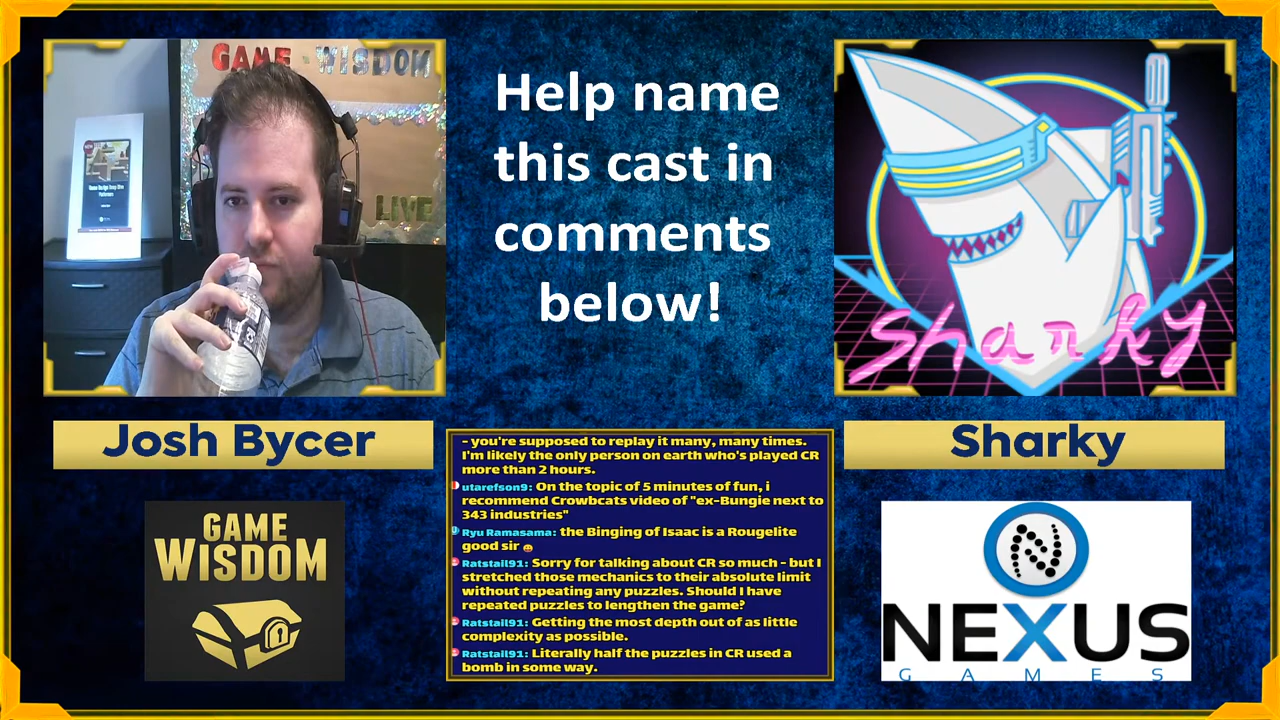 GAME WISDOM
LIVE
Help name
this cast in
comments
below!
Sharky
Josh Bycer
Sharky
- you're supposed to replay it many, many times.
I'm likely the only person on earth who's played CR
more than 2 hours.
utarefson9: On the topic of 5 minutes of fun, i
recommend Crowbcats video of "ex-Bungie next to
343 industries"
Ryu Ramasama: the Binging of Isaac is a Rougelite
good sir
Ratstail91: Sorry for talking about CR so much - but I
stretched those mechanics to their absolute limit
without repeating any puzzles. Should I have
repeated puzzles to lengthen the game?
Ratstail91: Getting the most depth out of as little
complexity as possible.
Ratstail91: Literally half the puzzles in CR used a
bomb in some way.
GAME
WISDOM
NEXUS
GAMES